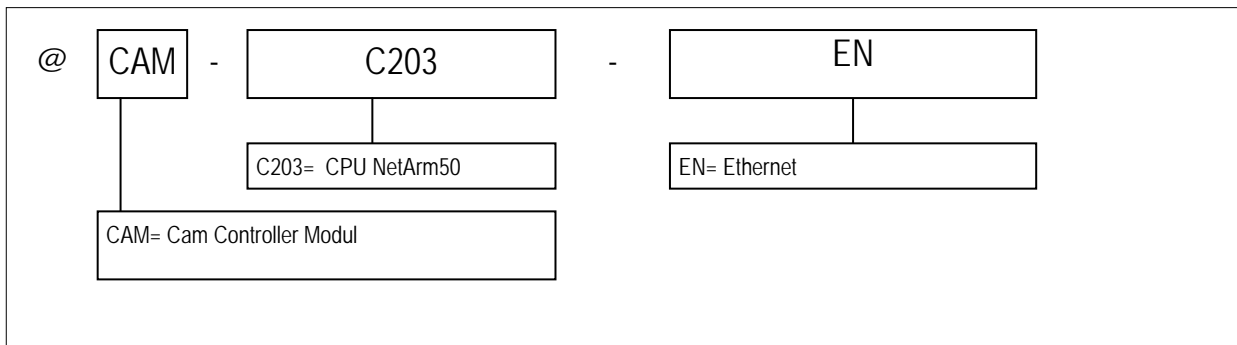 @ CAM - C203 - EN
C203= CPU NetArm50 EN= Ethernet
CAM= Cam Controller Modul